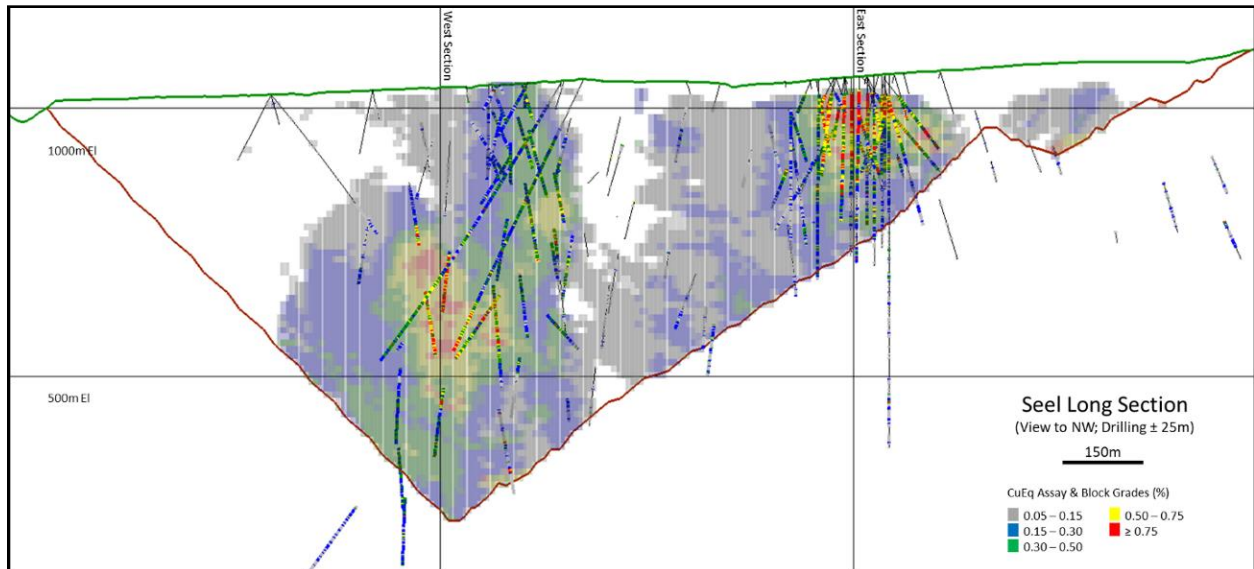 West Section
East Section
1000m El
500m El
Seel Long Section
(View to NW; Drilling ± 25m)
150m
CuEq Assay & Block Grades (%)
0.05 – 0.15
0.50 – 0.75
0.15 – 0.30
≥ 0.75
0.30 – 0.50